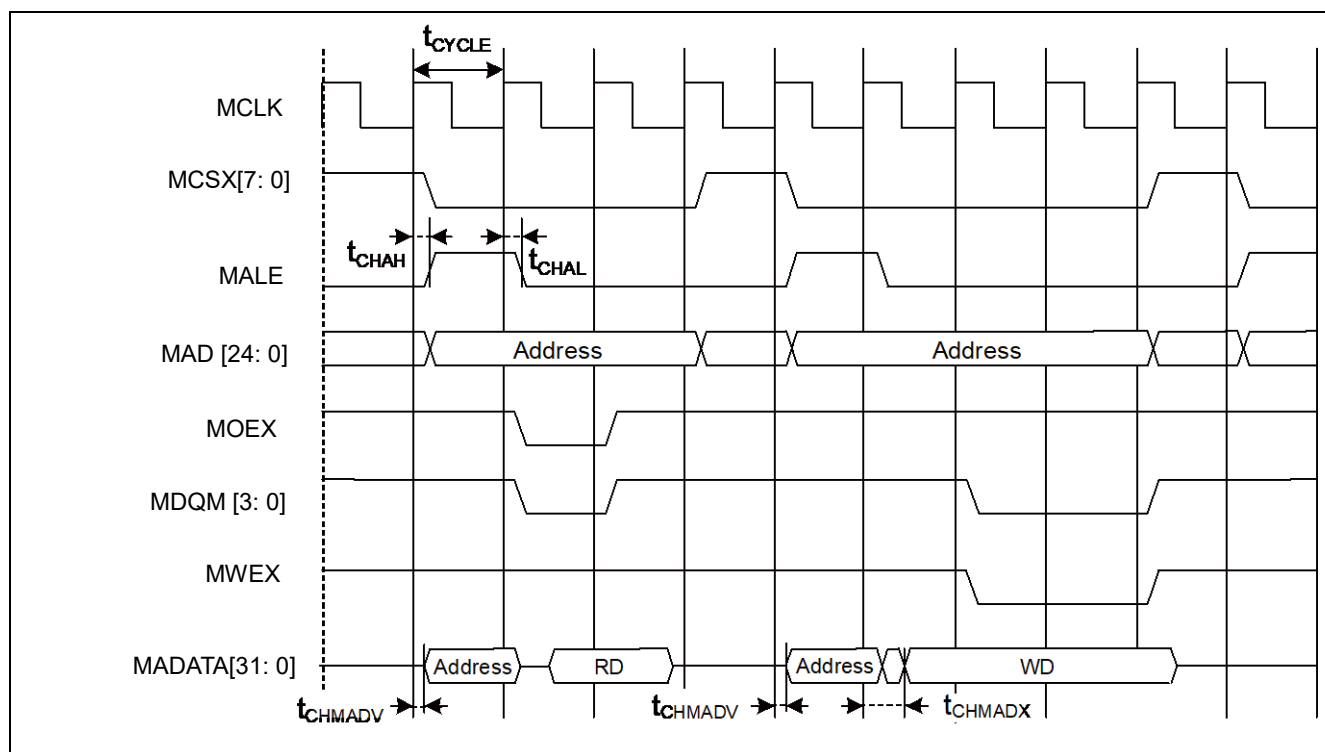 tCYCLE
MCLK
MCSX[7: 0]
tCHAH
tCHAL
MALE
MAD [24: 0]
Address
Address
MOEX
MDQM [3: 0]
MWEX
MADATA[31: 0]
Address
RD
Address
WD
tCHMADV
tCHMADV
tCHMADX